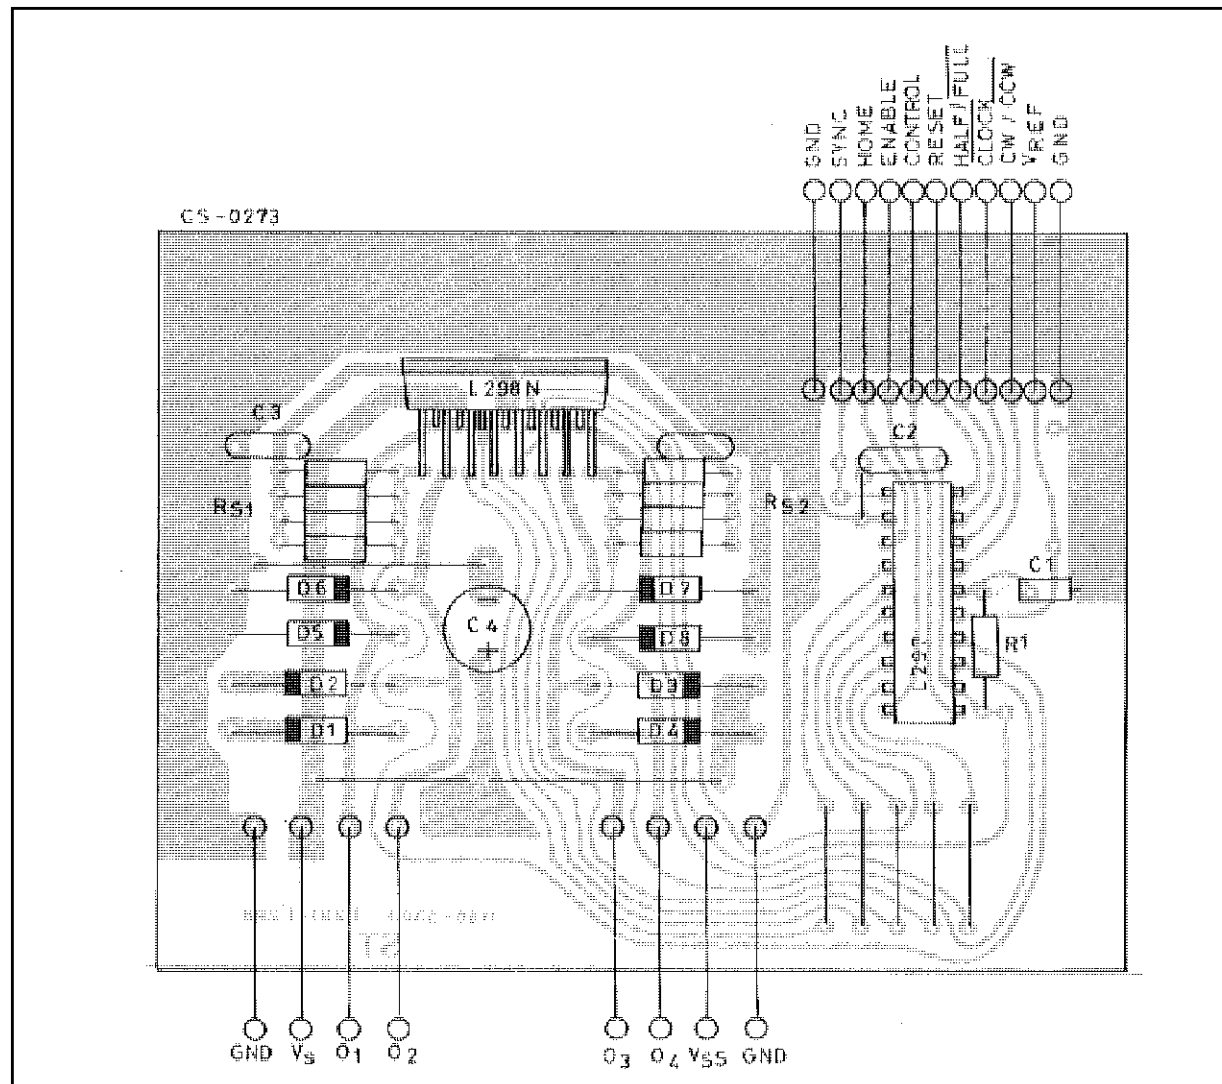 GND
SYNC
HOME
ENABLE
CONTROL
RESET
HALF/FULL
CLOCK
CW / CCW
VREF
GND
CS-0273
L298N
C3
C2
RS1
RS2
C1
D6
D7
C4
D5
D8
R1
L297
D2
D3
D1
D4
GND
VS
O1
O2
O3
O4
VSS
GND